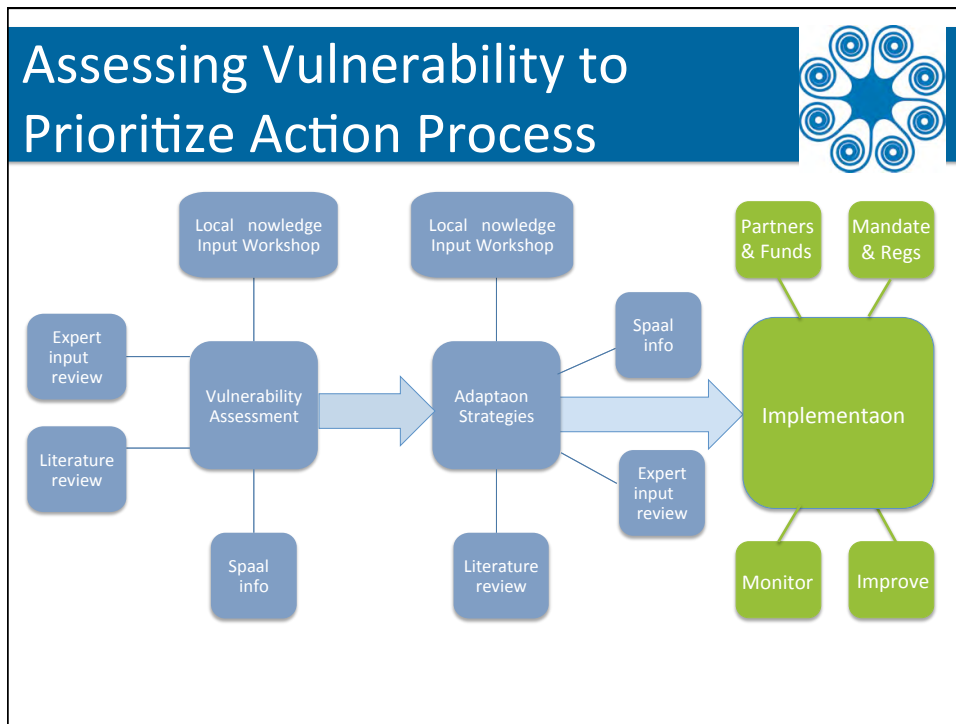 Assessing Vulnerability to
Prioritize Action Process
Local nowledge
Input Workshop
Local nowledge
Input Workshop
Partners
& Funds
Mandate
& Regs
Expert
input
review
Spaal
info
Vulnerability
Assessment
Adaptaon
Strategies
Implementaon
Literature
review
Expert
input
review
Spaal
info
Literature
review
Monitor
Improve